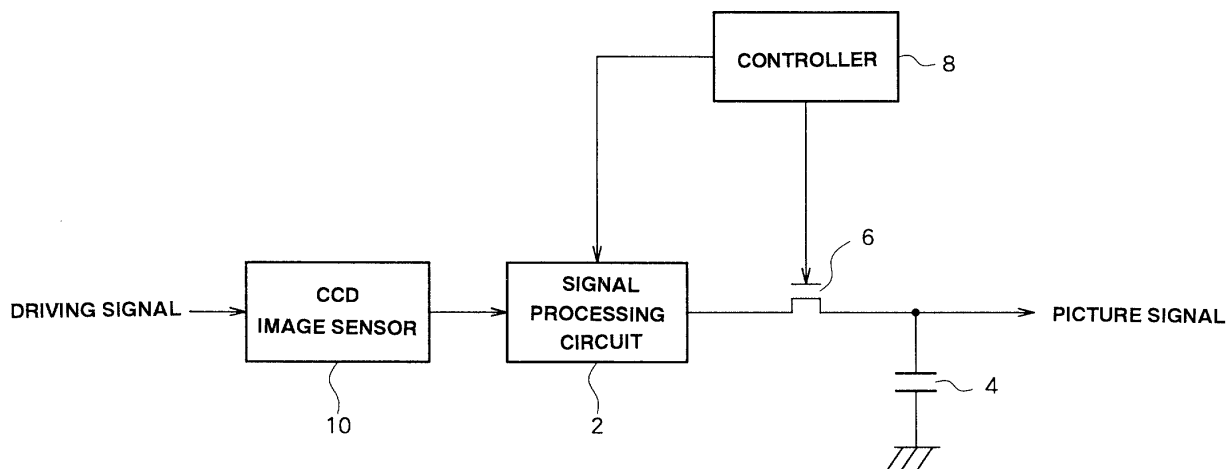 CONTROLLER
8
6
DRIVING SIGNAL
CCD
IMAGE SENSOR
SIGNAL
PROCESSING
CIRCUIT
PICTURE SIGNAL
4
10
2